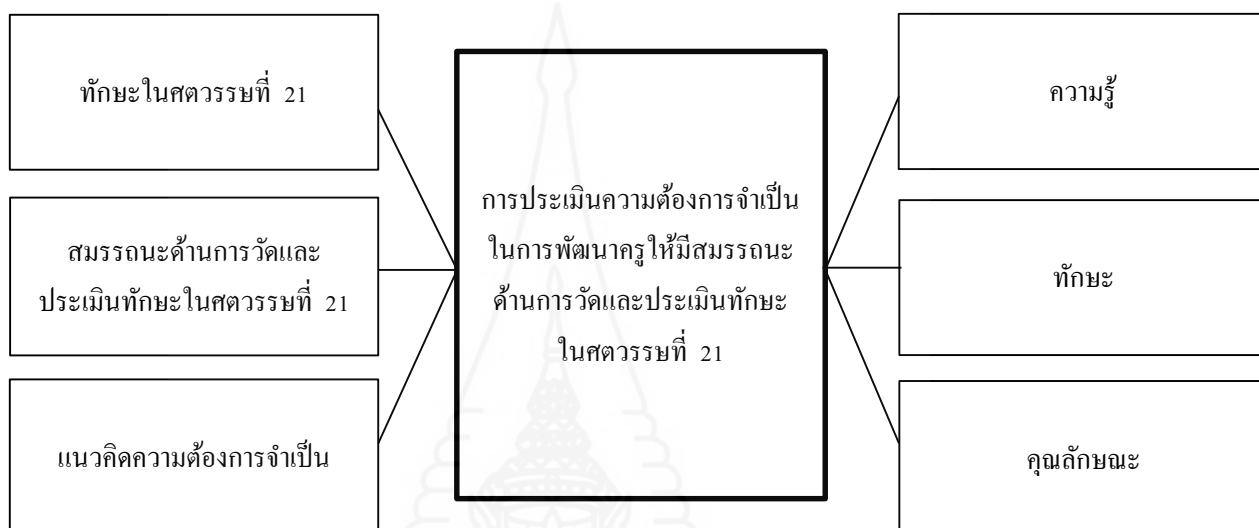 ทักษะในศตวรรษที่ 21
สมรรถนะด้านการวัดและ
ประเมินทักษะในศตวรรษที่ 21
แนวคิดความต้องการจำเป็น
การประเมินความต้องการจำเป็น
ในการพัฒนาครูให้มีสมรรถนะ
ด้านการวัดและประเมินทักษะ
ในศตวรรษที่ 21
ความรู้
ทักษะ
คุณลักษณะ